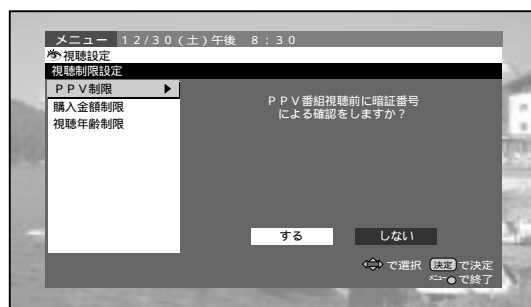 メニュー 12/30(土)午後 8:30
視聴設定
視聴制限設定
PPV制限 ▶
購入金額制限
視聴年齢制限
PPV番組視聴前に暗証番号
による確認をしますか?
する しない
で選択 決定 で決定
メニュー で終了